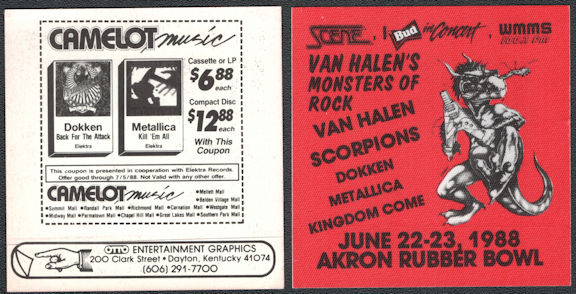 CAMELOT music
Cassette or LP
$6.88
each
Compact Disc
$12.88
each
With This
Coupon
Dokken
Back For The Attack
Elektra
Metallica
Kill 'Em All
Elektra
This coupon is presented in cooperation with Elektra Records.
Offer good through 7/5/88. Not Valid with any other offer.
CAMELOT music
•Mellett Mall
•Belden Village Mall
•Summit Mall •Randall Park Mall •Richmond Mall •Carnation Mall •Westgate Mall
•Midway Mall •Parmatown Mall •Chapel Hill Mall •Great Lakes Mall •Southern Park Mall
OTTO ENTERTAINMENT GRAPHICS
200 Clark Street • Dayton, Kentucky 41074
(606) 291-7700
SCENE, Bud in Concert, WMMS
VAN HALEN'S
MONSTERS OF
ROCK
VAN HALEN
SCORPIONS
DOKKEN
METALLICA
KINGDOM COME
JUNE 22-23, 1988
AKRON RUBBER BOWL